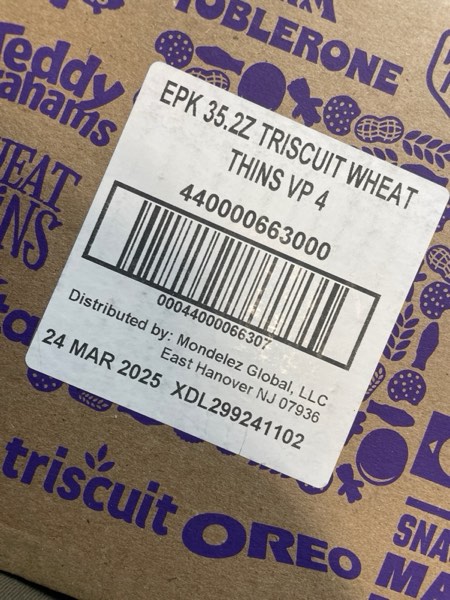 TOBLERONE
Teddy
Grahams
WHEAT
THINS
EPK 35.2Z TRISCUIT WHEAT
THINS VP 4
440000663000
00044000066307
Distributed by: Mondelez Global, LLC
East Hanover NJ 07936
24 MAR 2025 XDL299241102
triscuit
OREO
SNA
MA